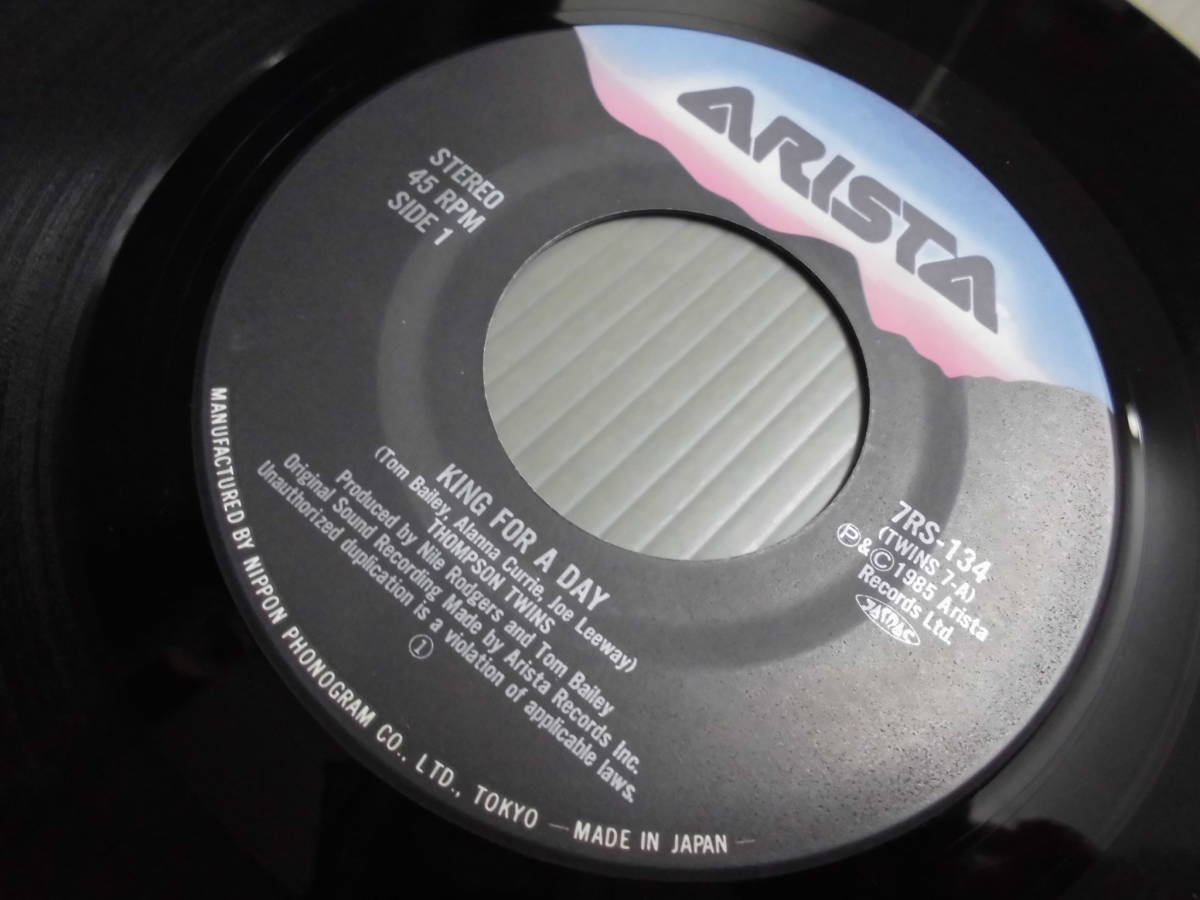 ARISTA
STEREO
45 RPM
SIDE 1
7RS-134
(TWINS 7-A)
Ⓟ&Ⓒ1985 Arista
Records Ltd.
JASRAC
KING FOR A DAY
(Tom Bailey, Alanna Currie, Joe Leeway)
THOMPSON TWINS
Produced by Nile Rodgers and Tom Bailey
Original Sound Recording Made by Arista Records Inc.
Unauthorized duplication is a violation of applicable laws.
ⓘ
MANUFACTURED BY NIPPON PHONOGRAM CO., LTD., TOKYO — MADE IN JAPAN —